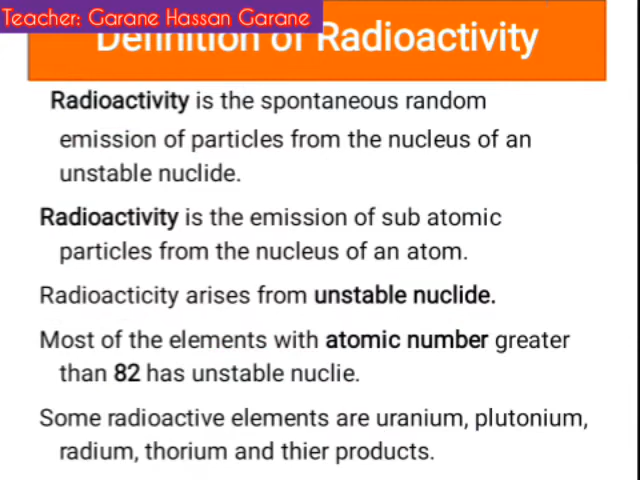 Teacher: Garane Hassan Garane
Definition of Radioactivity
Radioactivity is the spontaneous random
emission of particles from the nucleus of an
unstable nuclide.
Radioactivity is the emission of sub atomic
particles from the nucleus of an atom.
Radioacticity arises from unstable nuclide.
Most of the elements with atomic number greater
than 82 has unstable nuclie.
Some radioactive elements are uranium, plutonium,
radium, thorium and thier products.